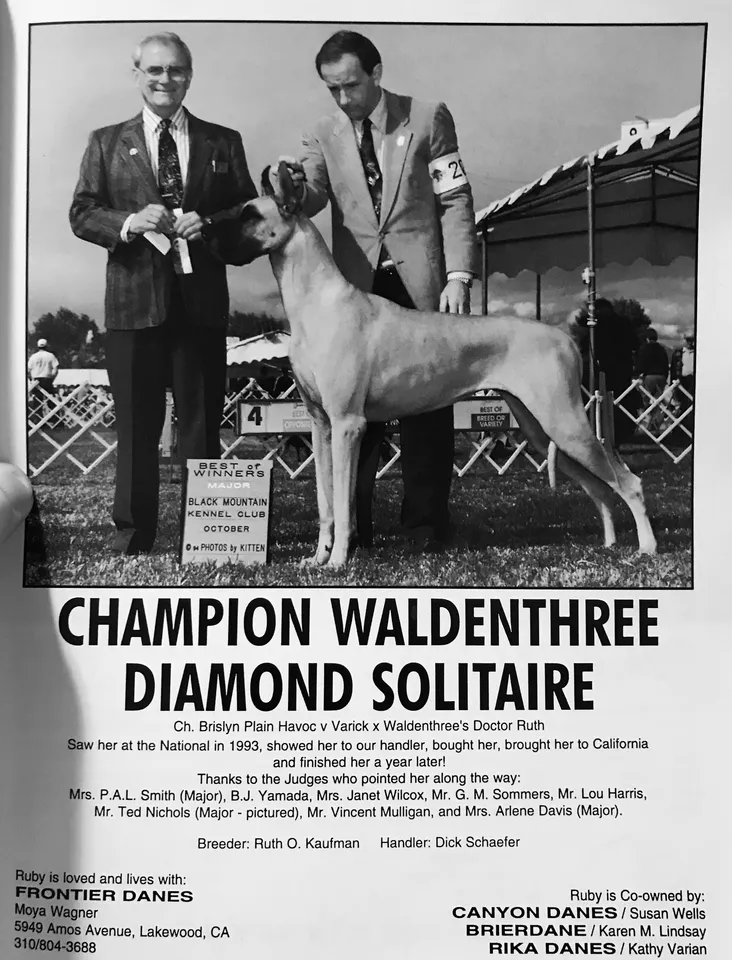 20
4
BEST OF
BREED OR
VARIETY
BEST OF
WINNERS
MAJOR
BLACK MOUNTAIN
KENNEL CLUB
OCTOBER
© 94 PHOTOS by KITTEN
CHAMPION WALDENTHREE
DIAMOND SOLITAIRE
Ch. Brislyn Plain Havoc v Varick x Waldenthree's Doctor Ruth
Saw her at the National in 1993, showed her to our handler, bought her, brought her to California
and finished her a year later!
Thanks to the Judges who pointed her along the way:
Mrs. P.A.L. Smith (Major), B.J. Yamada, Mrs. Janet Wilcox, Mr. G. M. Sommers, Mr. Lou Harris,
Mr. Ted Nichols (Major - pictured), Mr. Vincent Mulligan, and Mrs. Arlene Davis (Major).
Breeder: Ruth O. Kaufman Handler: Dick Schaefer
Ruby is loved and lives with:
FRONTIER DANES
Moya Wagner
5949 Amos Avenue, Lakewood, CA
310/804-3688
Ruby is Co-owned by:
CANYON DANES / Susan Wells
BRIERDANE / Karen M. Lindsay
RIKA DANES / Kathy Varian